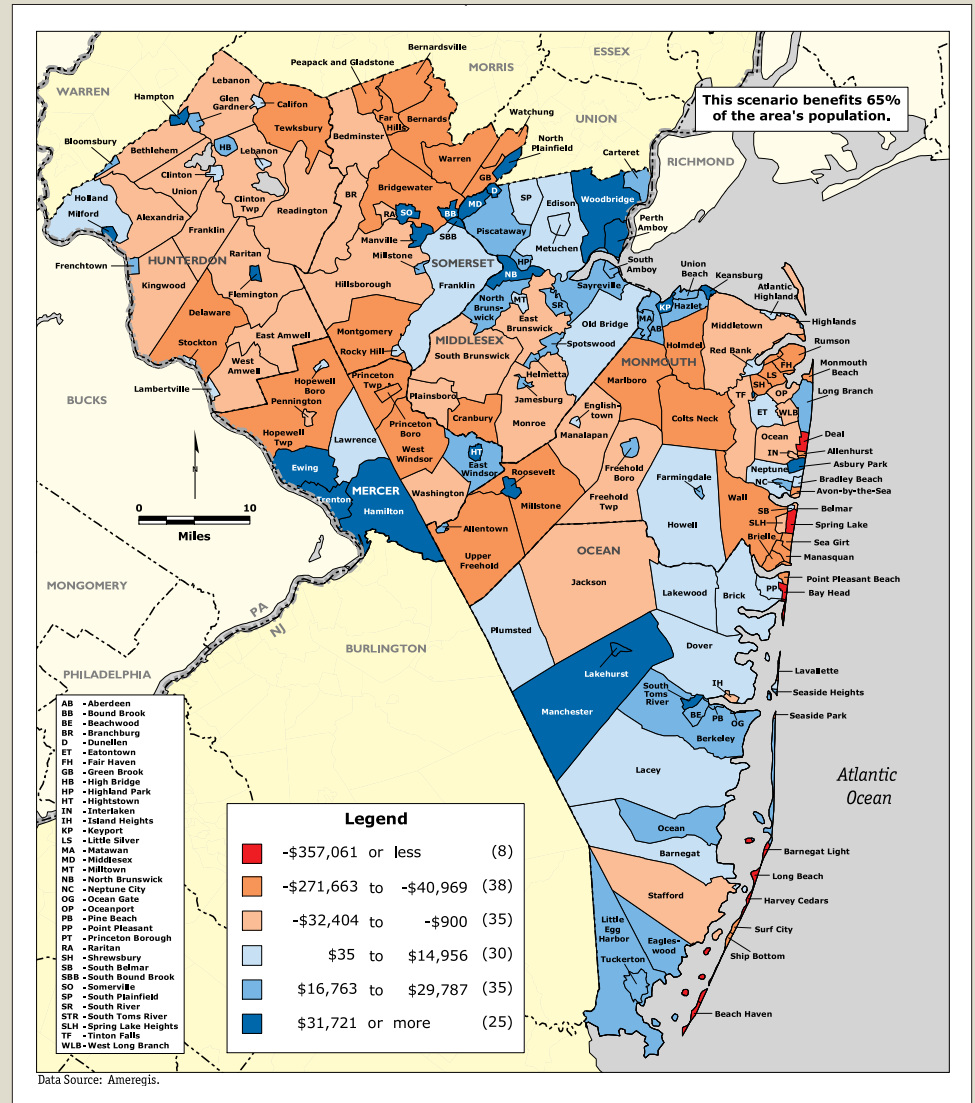 Bernardsville
Peapack and Gladstone
MORRIS
ESSEX
WARREN
Hampton
Lebanon
Glen
Gardner
Califon
Tewksbury
Bedminster
Far
Hills
Bernards
Watchung
UNION
This scenario benefits 65%
of the area's population.
Bloomsbury
Bethlehem
HB
Lebanon
Warren
North
Plainfield
Carteret
RICHMOND
Clinton
Union
Clinton
Twp
Readington
BR
Bridgewater
GB
D
MD
SP
Edison
Woodbridge
Holland
Milford
Alexandria
Franklin
RA
SO
BB
SBB
Piscataway
Metuchen
Perth
Amboy
Manville
Millstone
SOMERSET
HP
NB
South
Amboy
Frenchtown
HUNTERDON
Raritan
Kingwood
Flemington
Hillsborough
Franklin
North
Bruns-
wick
MT
SR
Sayreville
Union
Beach
Keansburg
KP
Hazlet
MA
AB
Atlantic
Highlands
Delaware
East Amwell
Montgomery
East
Brunswick
Old Bridge
Middletown
Highlands
Stockton
Rocky Hill
MIDDLESEX
South Brunswick
Spotswood
Holmdel
MONMOUTH
Red Bank
Rumson
West
Amwell
Hopewell
Boro
Pennington
Princeton
Twp
Plainsboro
Helmetta
Jamesburg
Marlboro
FH
LS
SH
OP
Monmouth
Beach
Long Branch
Lambertville
BUCKS
Cranbury
Monroe
English-
town
Manalapan
Colts Neck
TF
ET
WLB
Hopewell
Twp
Princeton
Boro
West
Windsor
Lawrence
HT
East
Windsor
Freehold
Boro
Ocean
IN
Deal
Allenhurst
Asbury Park
Ewing
Trenton
MERCER
Hamilton
Washington
Roosevelt
Millstone
Freehold
Twp
Farmingdale
Neptune
NC
Bradley Beach
Avon-by-the-Sea
N
0
10
Miles
Allentown
Howell
Wall
SB
SLH
Belmar
Spring Lake
Upper
Freehold
OCEAN
Brielle
Sea Girt
Manasquan
MONTGOMERY
Jackson
Lakewood
Brick
PP
Point Pleasant Beach
Bay Head
PA
NJ
BURLINGTON
Plumsted
Dover
PHILADELPHIA
Lakehurst
IH
Lavallette
Seaside Heights
Manchester
South
Toms
River
BE
PB
OG
Berkeley
Seaside Park
Lacey
Atlantic
Ocean
Ocean
Barnegat
Barnegat Light
Stafford
Long Beach
Harvey Cedars
Little
Egg
Harbor
Eagles-
wood
Surf City
Ship Bottom
Tuckerton
Beach Haven
AB - Aberdeen
BB - Bound Brook
BE - Beachwood
BR - Branchburg
D - Dunellen
ET - Eatontown
FH - Fair Haven
GB - Green Brook
HB - High Bridge
HP - Highland Park
HT - Hightstown
IN - Interlaken
IH - Island Heights
KP - Keyport
LS - Little Silver
MA - Matawan
MD - Middlesex
MT - Milltown
NB - North Brunswick
NC - Neptune City
OG - Ocean Gate
OP - Oceanport
PB - Pine Beach
PP - Point Pleasant
PT - Princeton Borough
RA - Raritan
SH - Shrewsbury
SB - South Belmar
SBB - South Bound Brook
SO - Somerville
SP - South Plainfield
SR - South River
STR - South Toms River
SLH - Spring Lake Heights
TF - Tinton Falls
WLB - West Long Branch
Legend
-$357,061 or less (8)
-$271,663 to -$40,969 (38)
-$32,404 to -$900 (35)
$35 to $14,956 (30)
$16,763 to $29,787 (35)
$31,721 or more (25)
Data Source: Ameregis.